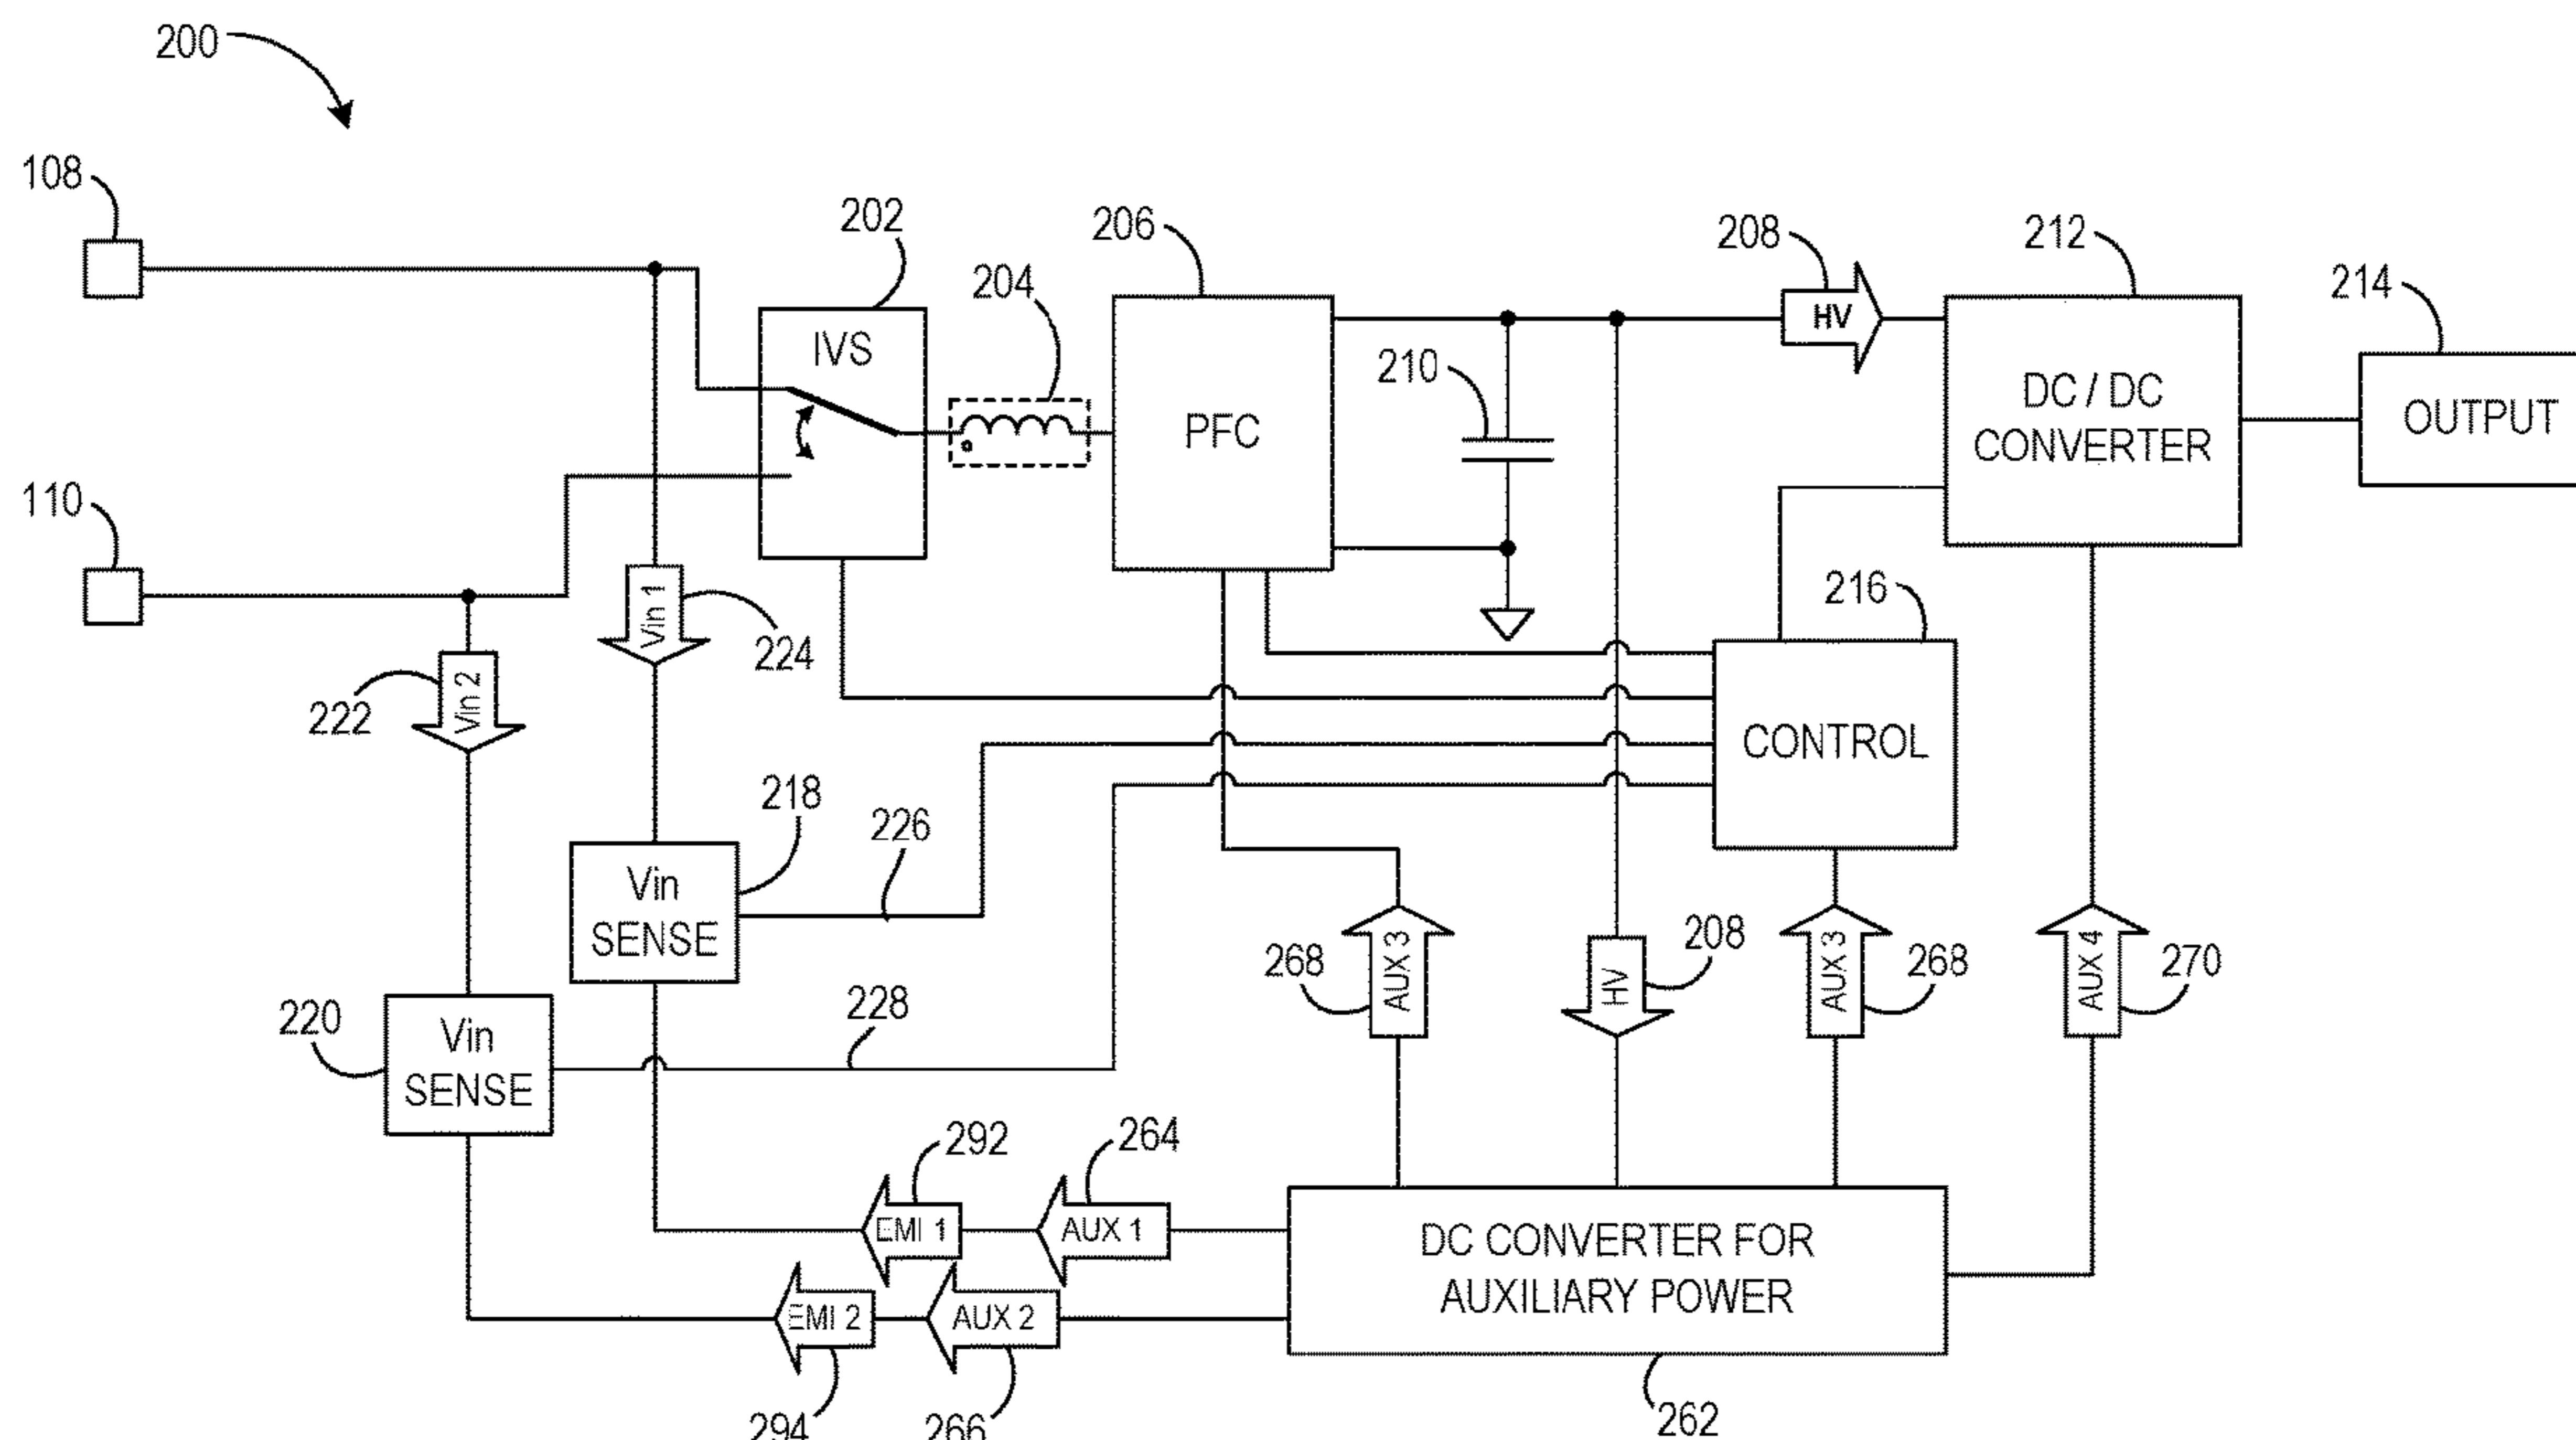 200
108
202
206
208
212
204
214
IVS
HV
210
DC / DC
CONVERTER
OUTPUT
PFC
110
216
Vin 1
224
Vin 2
222
CONTROL
218
226
Vin
SENSE
208
268
AUX 3
HV
AUX 3
268
AUX 4
270
220
Vin
SENSE
228
292
264
EMI 1
AUX 1
DC CONVERTER FOR
AUXILIARY POWER
EMI 2
AUX 2
294
266
262